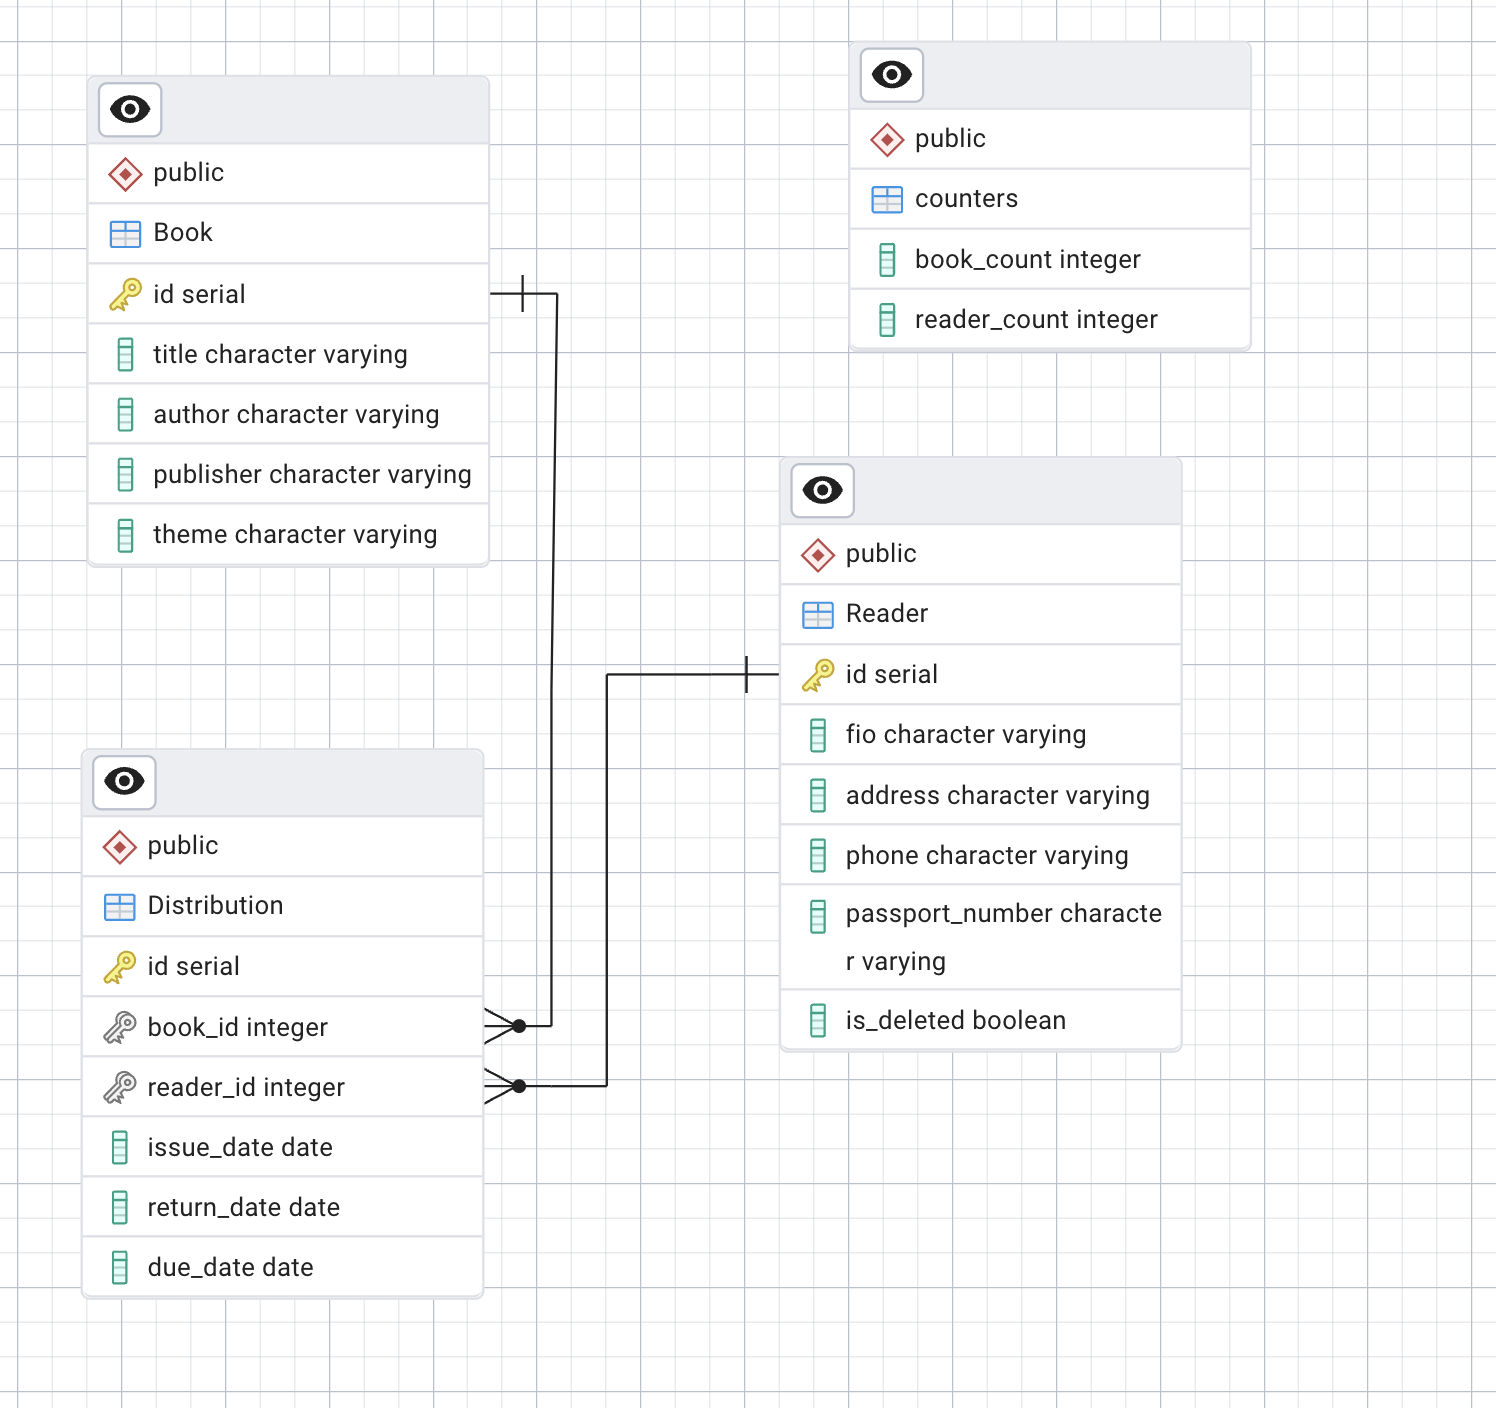 public
Book
id serial
title character varying
author character varying
publisher character varying
theme character varying
public
counters
book_count integer
reader_count integer
public
Reader
id serial
fio character varying
address character varying
phone character varying
passport_number characte
r varying
is_deleted boolean
public
Distribution
id serial
book_id integer
reader_id integer
issue_date date
return_date date
due_date date